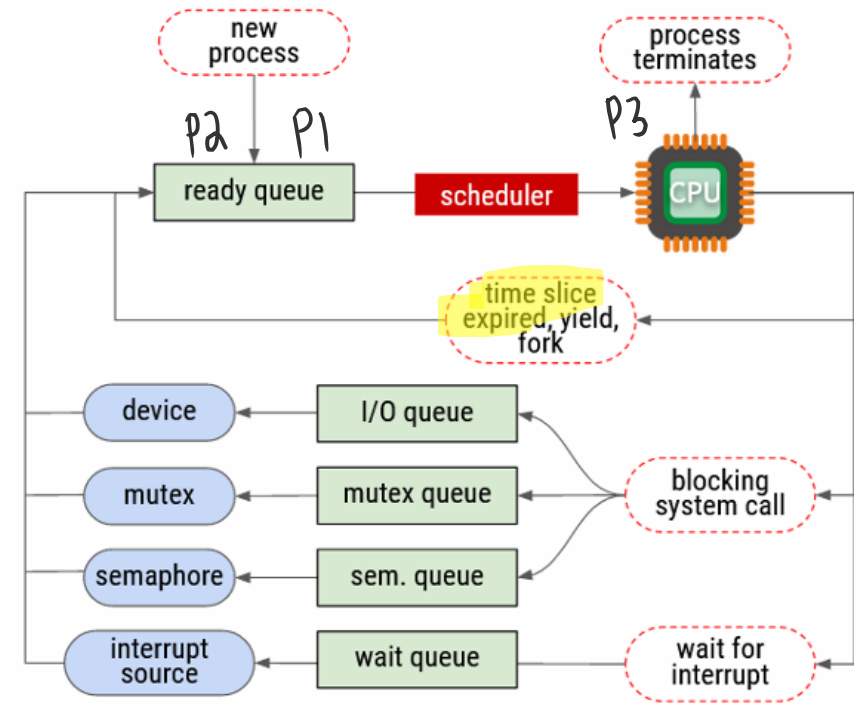 new
process
process
terminates
P2 P1
P3
ready queue
scheduler
CPU
time slice
expired, yield,
fork
device
I/O queue
mutex
mutex queue
blocking
system call
semaphore
sem. queue
interrupt
source
wait queue
wait for
interrupt